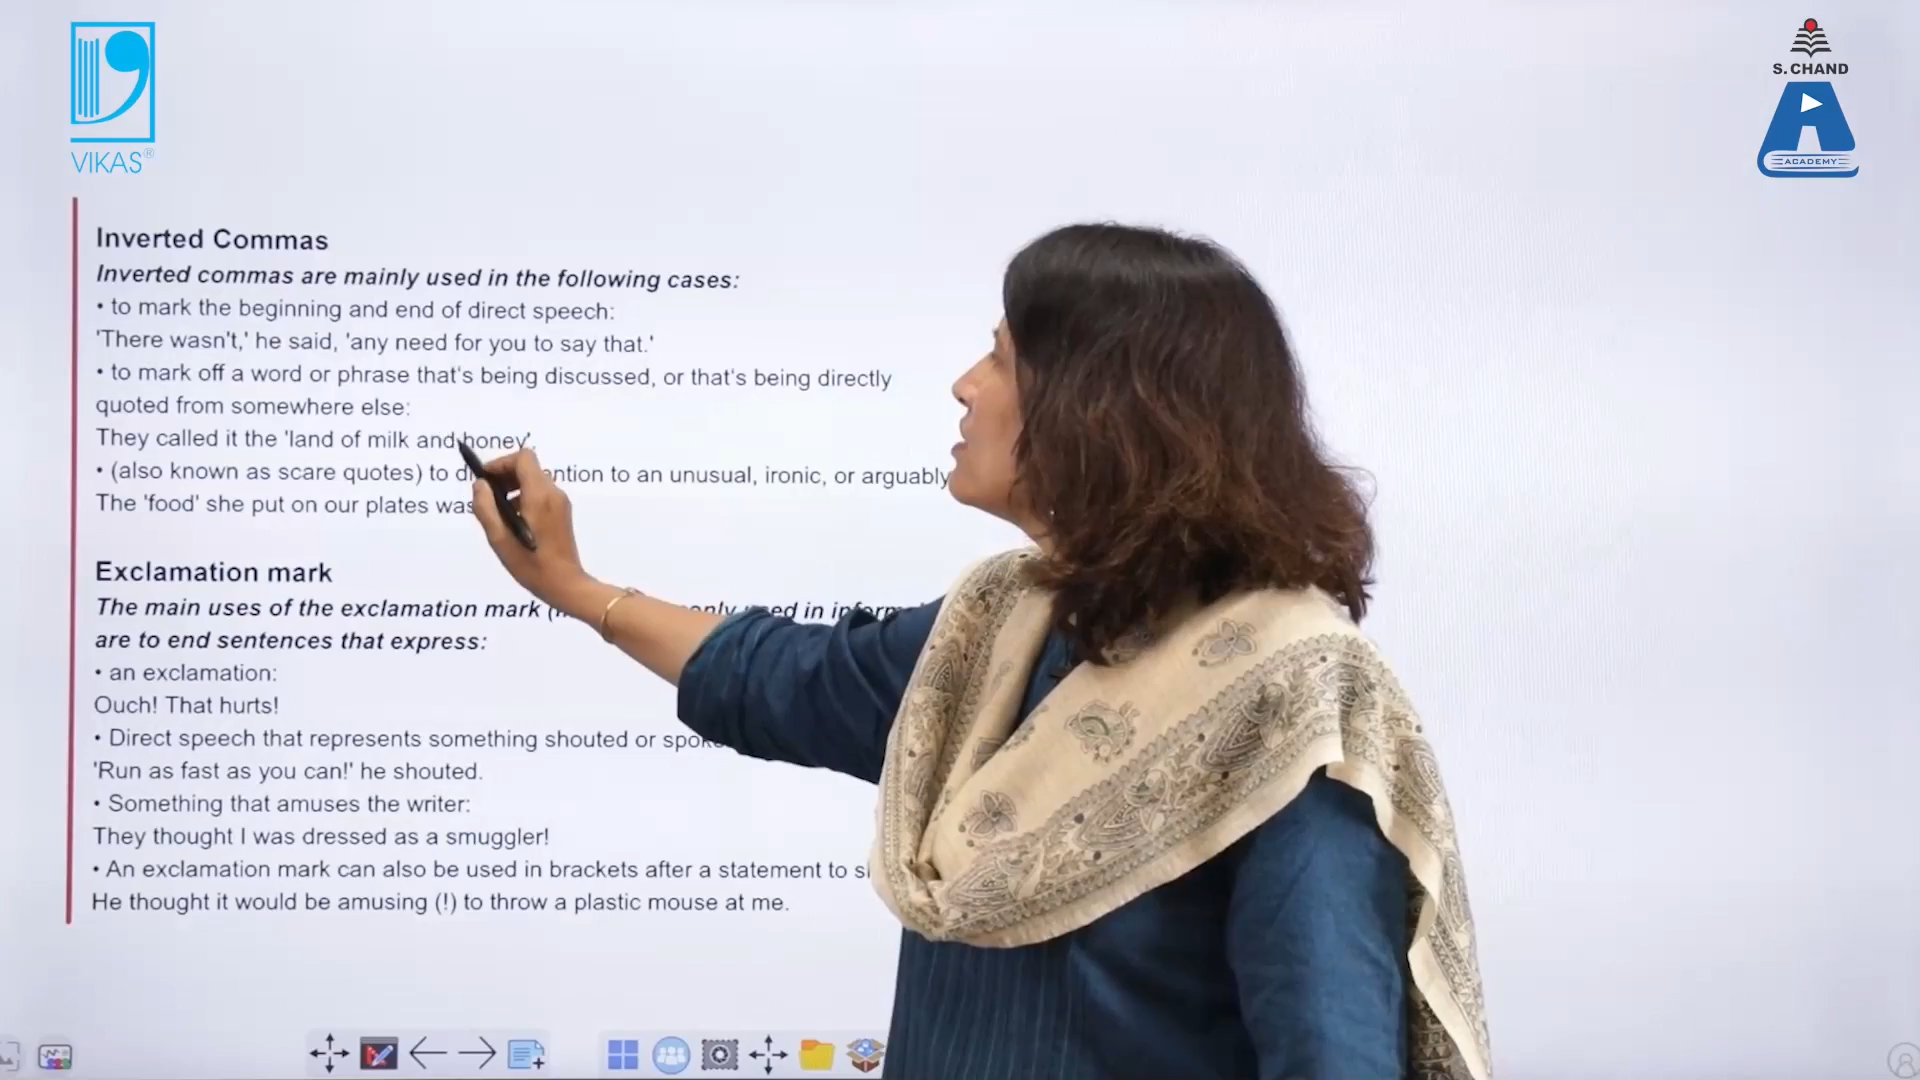 VIKAS®
S. CHAND
ACADEMY
Inverted Commas
Inverted commas are mainly used in the following cases:
• to mark the beginning and end of direct speech:
'There wasn't,' he said, 'any need for you to say that.'
• to mark off a word or phrase that's being discussed, or that's being directly
quoted from somewhere else:
They called it the 'land of milk and honey'.
• (also known as scare quotes) to to an unusual, ironic, or arguably
The 'food' she put on our plates was
Exclamation mark
The main uses of the exclamation mark used in
are to end sentences that express:
• an exclamation:
Ouch! That hurts!
• Direct speech that represents something shouted or
'Run as fast as you can!' he shouted.
• Something that amuses the writer:
They thought I was dressed as a smuggler!
• An exclamation mark can also be used in brackets after a statement to
He thought it would be amusing (!) to throw a plastic mouse at me.